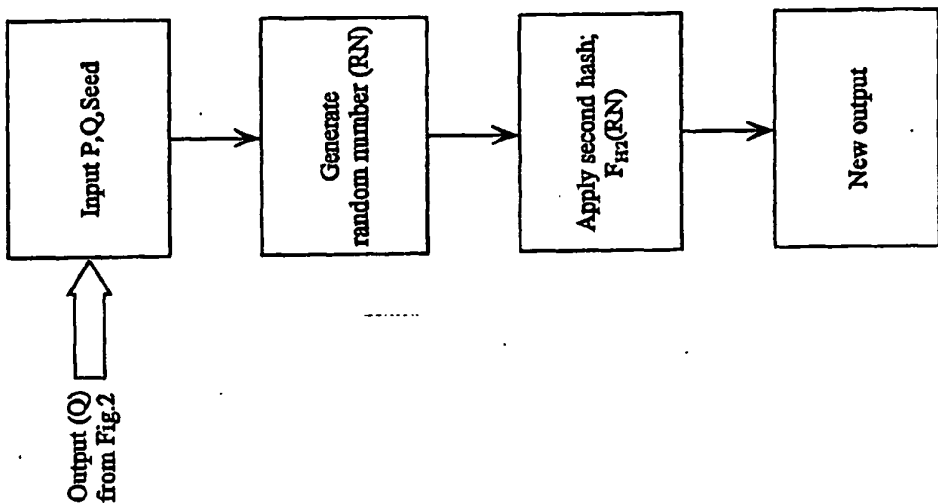 Output (Q)
from Fig.2
Input P,Q,Seed
Generate
random number (RN)
Apply second hash;
F_H2(RN)
New output